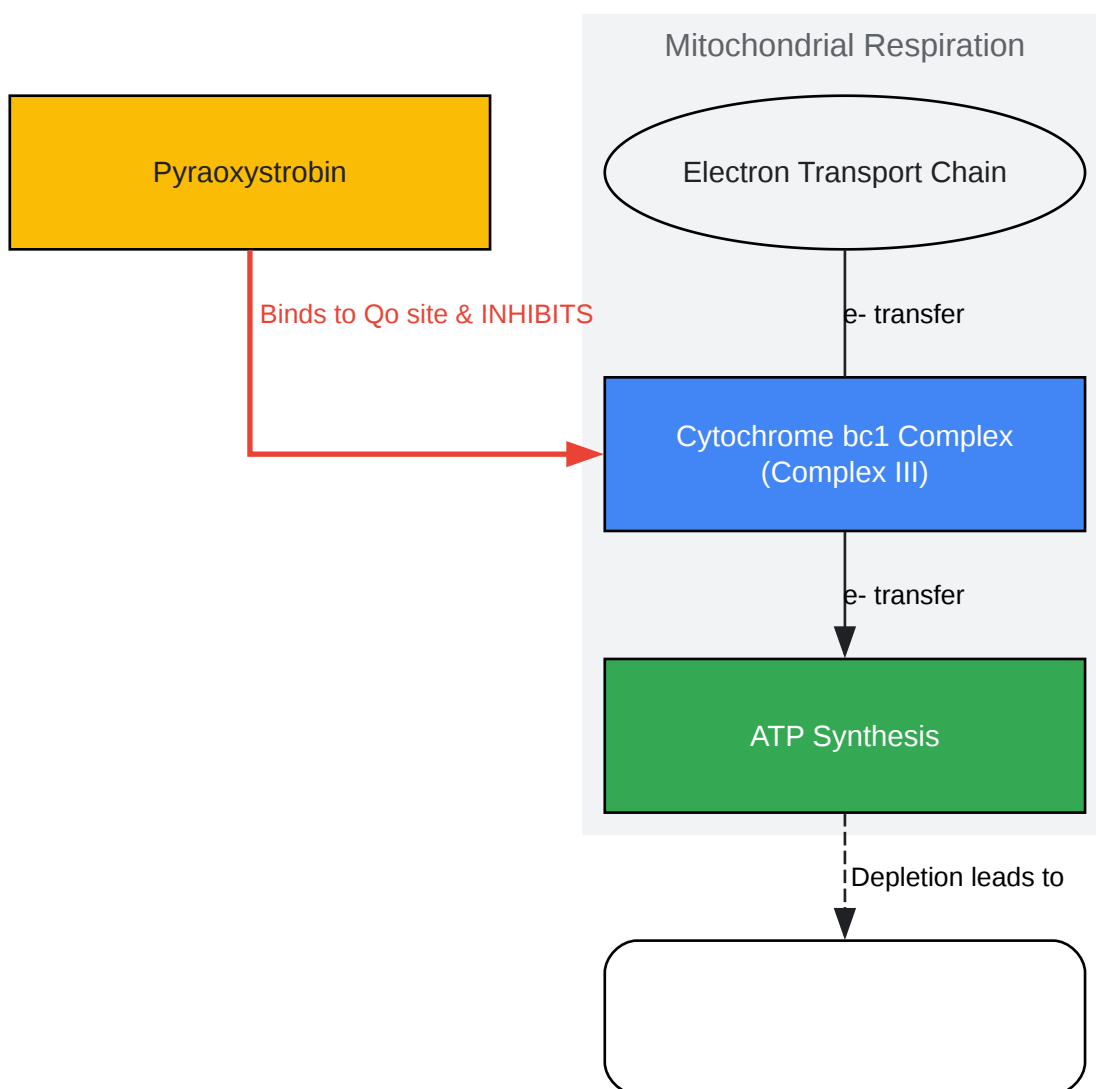 Mitochondrial Respiration
Pyraoxystrobin
Electron Transport Chain
Binds to Qo site & INHIBITS
e- transfer
Cytochrome bc1 Complex
(Complex III)
e- transfer
ATP Synthesis
Depletion leads to